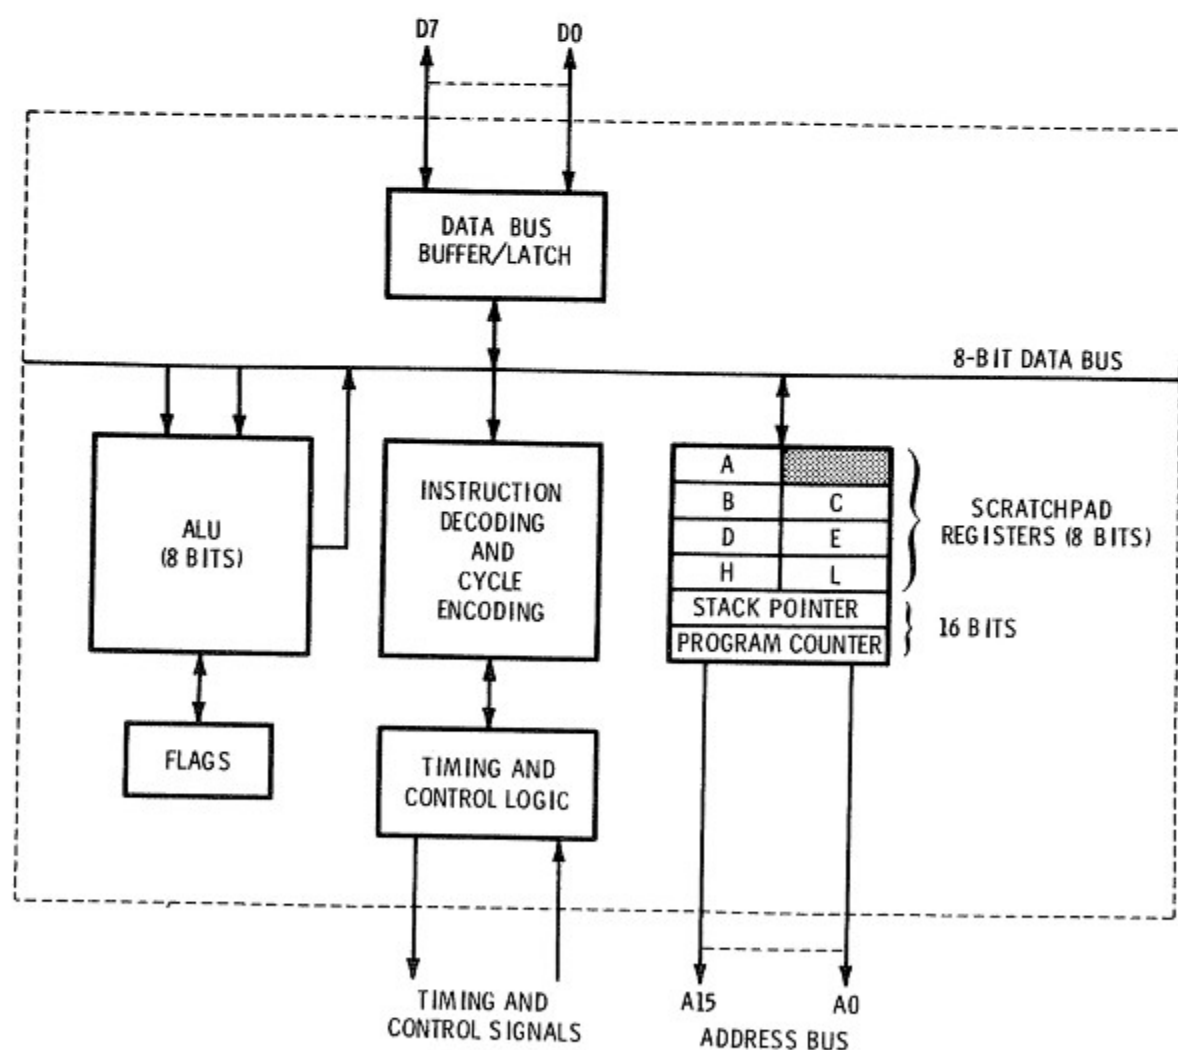 D7
D0
DATA BUS
BUFFER/LATCH
8-BIT DATA BUS
ALU
(8 BITS)
INSTRUCTION
DECODING
AND
CYCLE
ENCODING
A
B
C
D
E
H
L
STACK POINTER
PROGRAM COUNTER
SCRATCHPAD
REGISTERS (8 BITS)
16 BITS
FLAGS
TIMING AND
CONTROL LOGIC
TIMING AND
CONTROL SIGNALS
A15
A0
ADDRESS BUS